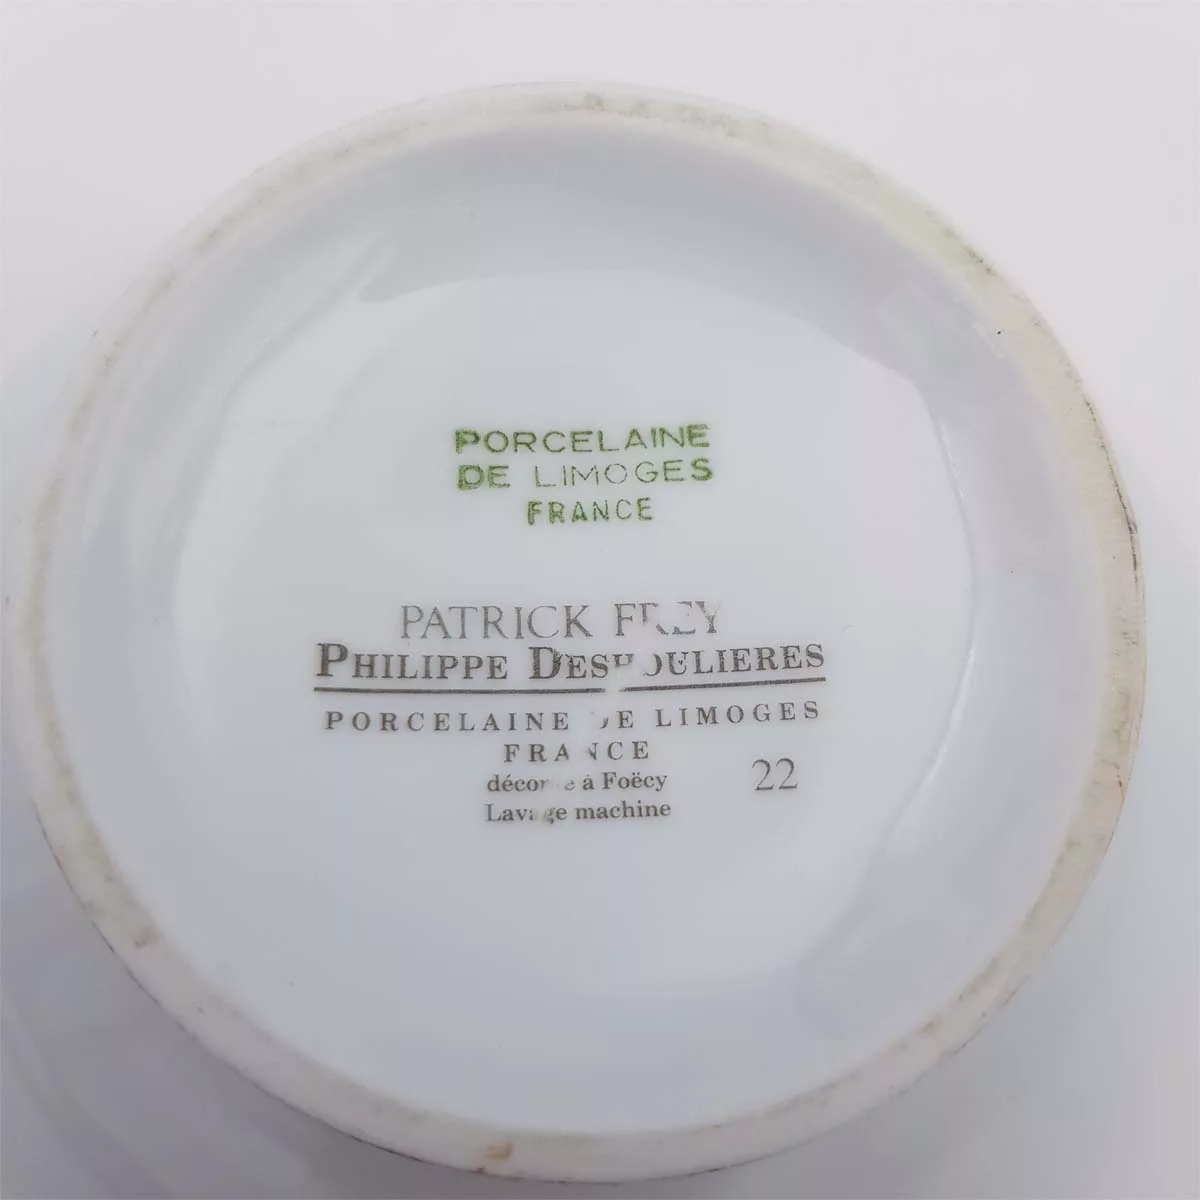 PORCELAINE
DE LIMOGES
FRANCE
PATRICK FREY
PHILIPPE DESHOULIERES
PORCELAINE DE LIMOGES
FRANCE
décorée à Foëcy
22
Lavage machine